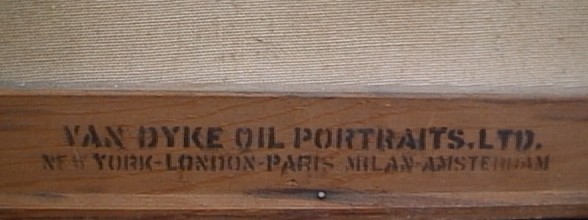 VAN DYKE OIL PORTRAITS.LTD.
NEW YORK-LONDON-PARIS MILAN-AMSTERDAM